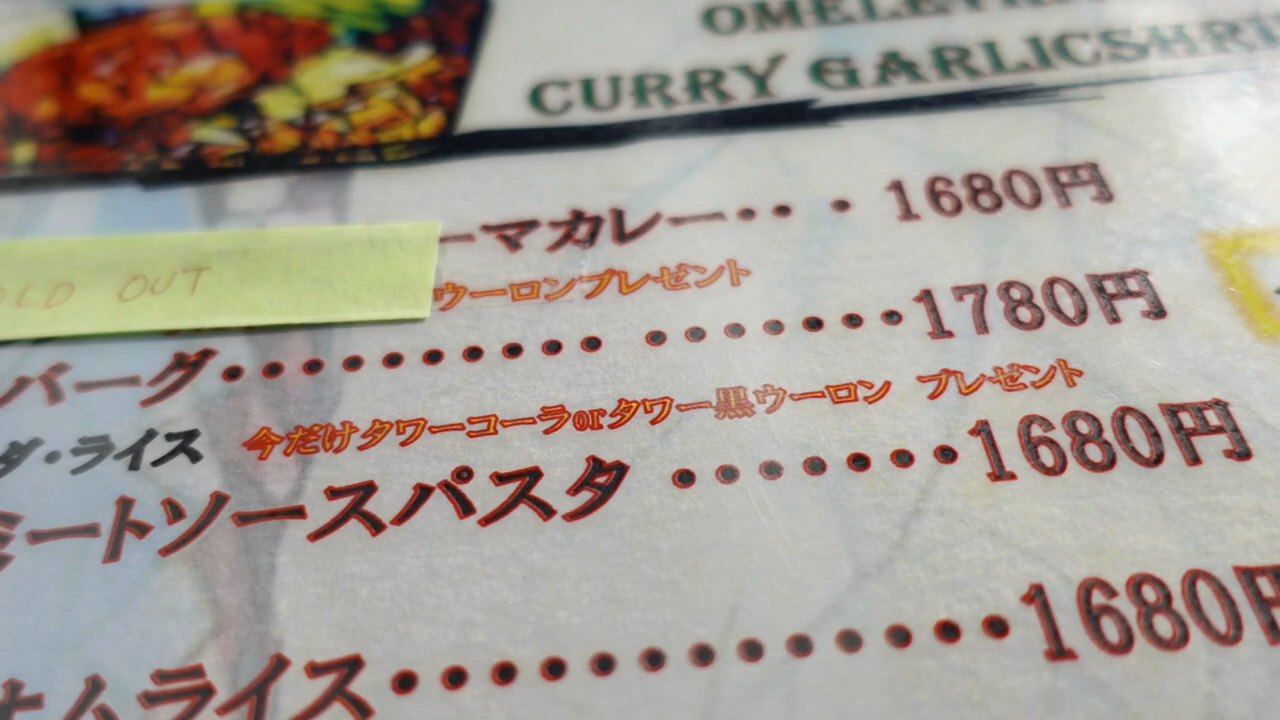 CURRY GARLICSHRI
ーマカレー・・・1680円
OLD OUT
ウーロンプレゼント
バーグ・・・・・・・・・・ ・・・・・・・1780円
ダ・ライス 今だけタワーコーラorタワー黒ウーロン プレゼント
ミートソースパスタ ・・・・・・・1680円
オムライス・・・・・・・・・・・・・1680円